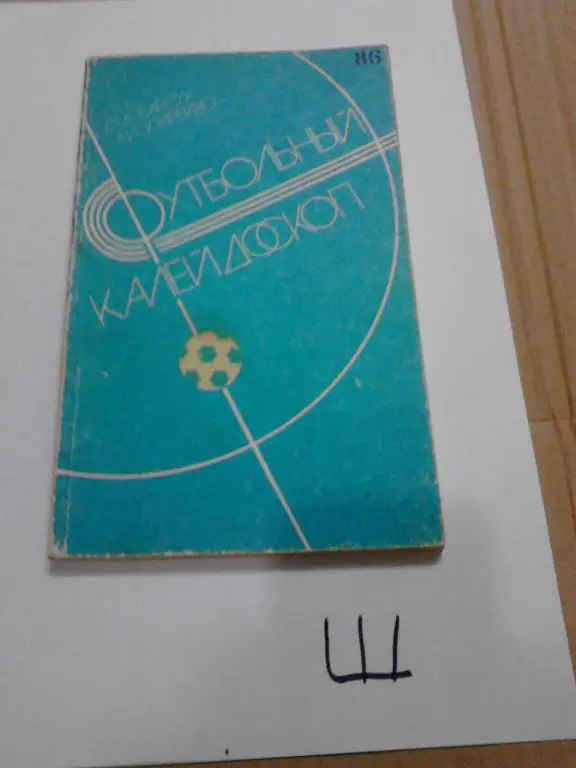 86
ФУТБОЛЬНЫЙ
КАЛЕЙДОСКОП
Ш